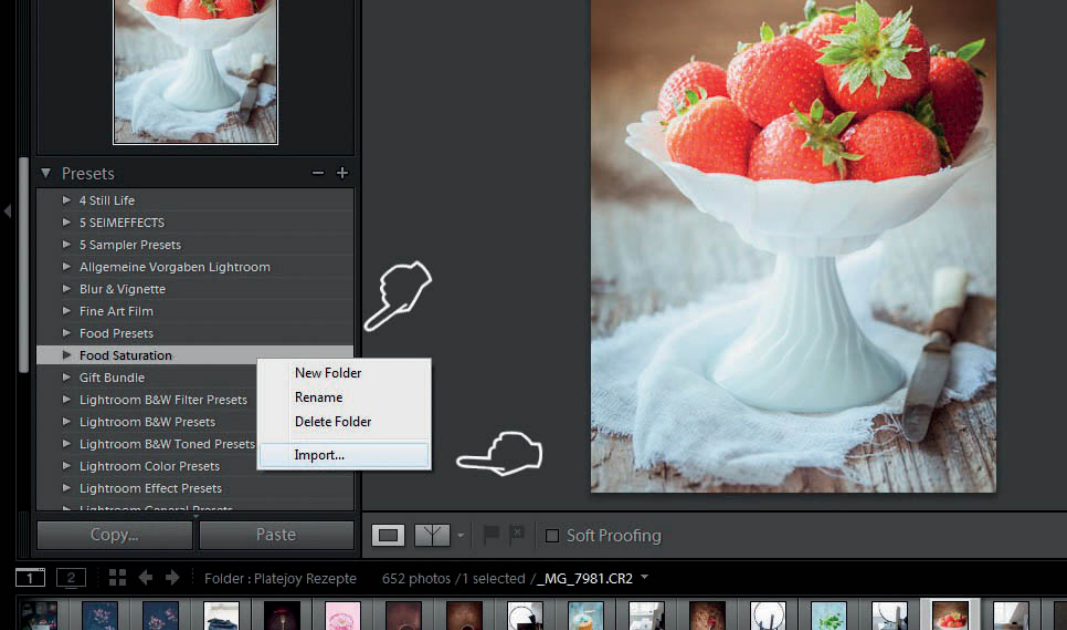 Presets − +
4 Still Life
5 SEIMEFFECTS
5 Sampler Presets
Allgemeine Vorgaben Lightroom
Blur & Vignette
Fine Art Film
Food Presets
Food Saturation
New Folder
Gift Bundle
Rename
Lightroom B&W Filter Presets
Lightroom B&W Presets
Delete Folder
Lightroom B&W Toned Presets
Import...
Lightroom Color Presets
Lightroom Effect Presets
Lightroom General Presets
Copy... Paste
Soft Proofing
1 2 Folder : Platejoy Rezepte 652 photos / 1 selected / _MG_7981.CR2